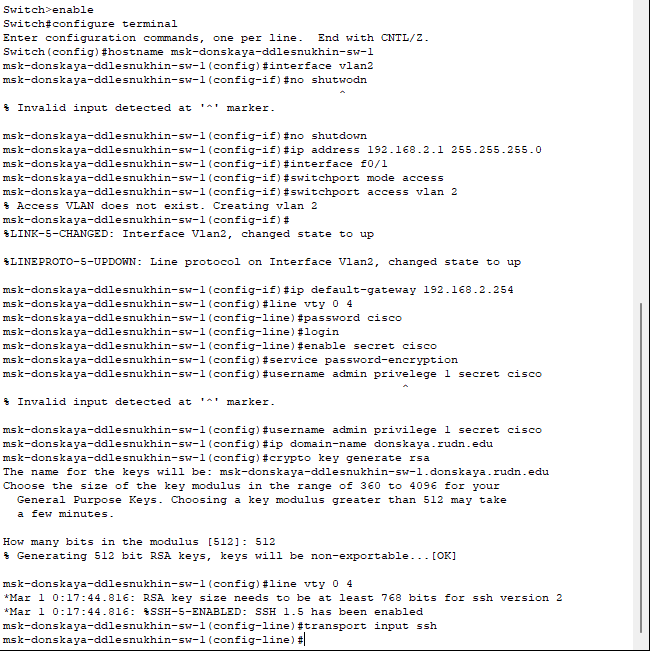 Switch>enable
Switch#configure terminal
Enter configuration commands, one per line.  End with CNTL/Z.
Switch(config)#hostname msk-donskaya-ddlesnukhin-sw-1
msk-donskaya-ddlesnukhin-sw-1(config)#interface vlan2
msk-donskaya-ddlesnukhin-sw-1(config-if)#no shutwodn
^
% Invalid input detected at '^' marker.
msk-donskaya-ddlesnukhin-sw-1(config-if)#no shutdown
msk-donskaya-ddlesnukhin-sw-1(config-if)#ip address 192.168.2.1 255.255.255.0
msk-donskaya-ddlesnukhin-sw-1(config-if)#interface f0/1
msk-donskaya-ddlesnukhin-sw-1(config-if)#switchport mode access
msk-donskaya-ddlesnukhin-sw-1(config-if)#switchport access vlan 2
% Access VLAN does not exist. Creating vlan 2
msk-donskaya-ddlesnukhin-sw-1(config-if)#
%LINK-5-CHANGED: Interface Vlan2, changed state to up
%LINEPROTO-5-UPDOWN: Line protocol on Interface Vlan2, changed state to up
msk-donskaya-ddlesnukhin-sw-1(config-if)#ip default-gateway 192.168.2.254
msk-donskaya-ddlesnukhin-sw-1(config)#line vty 0 4
msk-donskaya-ddlesnukhin-sw-1(config-line)#password cisco
msk-donskaya-ddlesnukhin-sw-1(config-line)#login
msk-donskaya-ddlesnukhin-sw-1(config-line)#enable secret cisco
msk-donskaya-ddlesnukhin-sw-1(config)#service password-encryption
msk-donskaya-ddlesnukhin-sw-1(config)#username admin privelege 1 secret cisco
^
% Invalid input detected at '^' marker.
msk-donskaya-ddlesnukhin-sw-1(config)#username admin privilege 1 secret cisco
msk-donskaya-ddlesnukhin-sw-1(config)#ip domain-name donskaya.rudn.edu
msk-donskaya-ddlesnukhin-sw-1(config)#crypto key generate rsa
The name for the keys will be: msk-donskaya-ddlesnukhin-sw-1.donskaya.rudn.edu
Choose the size of the key modulus in the range of 360 to 4096 for your
General Purpose Keys. Choosing a key modulus greater than 512 may take
a few minutes.
How many bits in the modulus [512]: 512
% Generating 512 bit RSA keys, keys will be non-exportable...[OK]
msk-donskaya-ddlesnukhin-sw-1(config)#line vty 0 4
*Mar 1 0:17:44.816: RSA key size needs to be at least 768 bits for ssh version 2
*Mar 1 0:17:44.816: %SSH-5-ENABLED: SSH 1.5 has been enabled
msk-donskaya-ddlesnukhin-sw-1(config-line)#transport input ssh
msk-donskaya-ddlesnukhin-sw-1(config-line)#